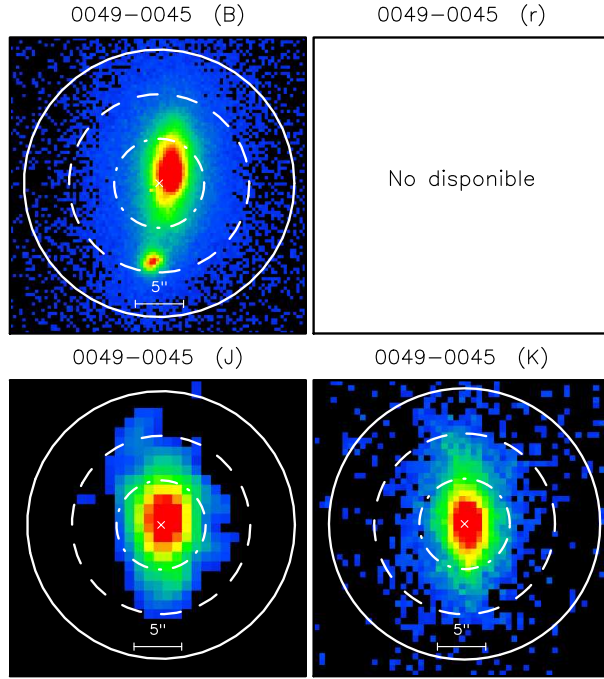 0049-0045 (B)
0049-0045 (r)
5"
No disponible
0049-0045 (J)
0049-0045 (K)
5"
5"